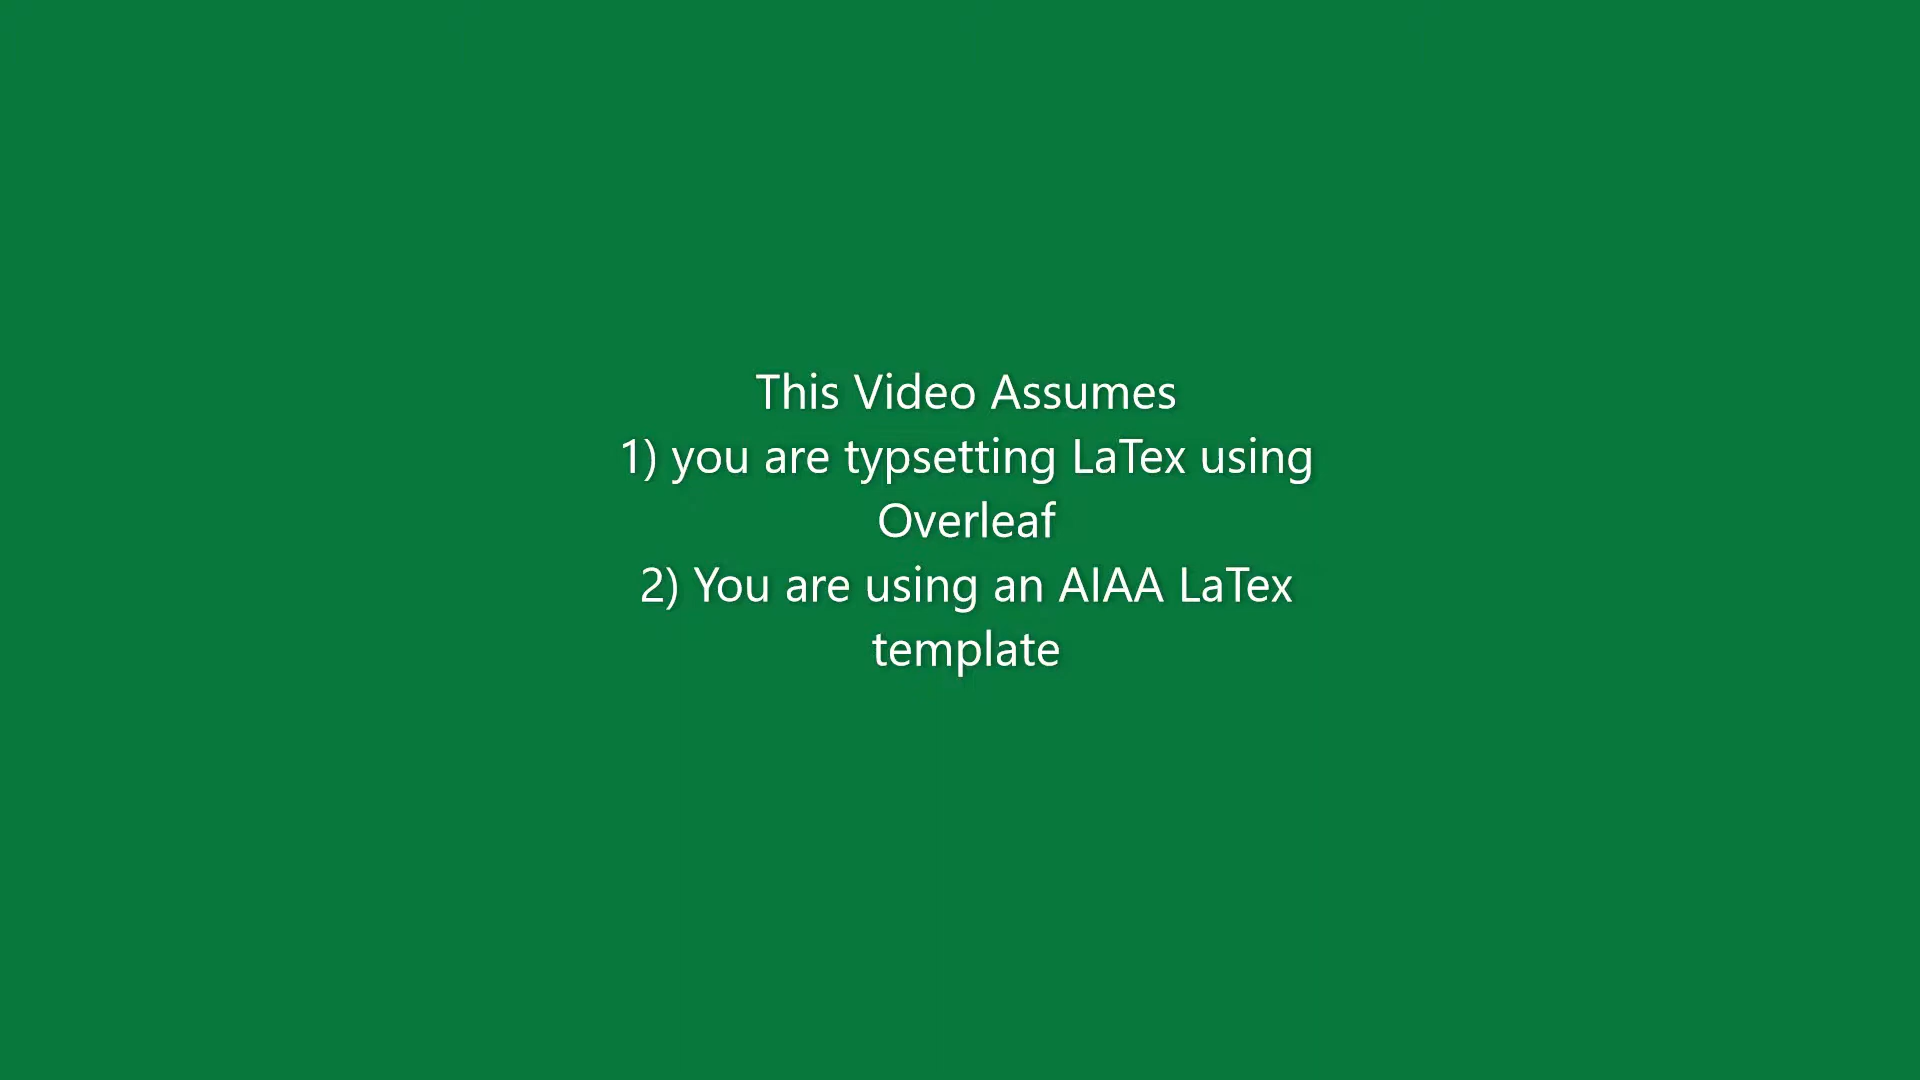 This Video Assumes
1) you are typsetting LaTex using
Overleaf
2) You are using an AIAA LaTex
template